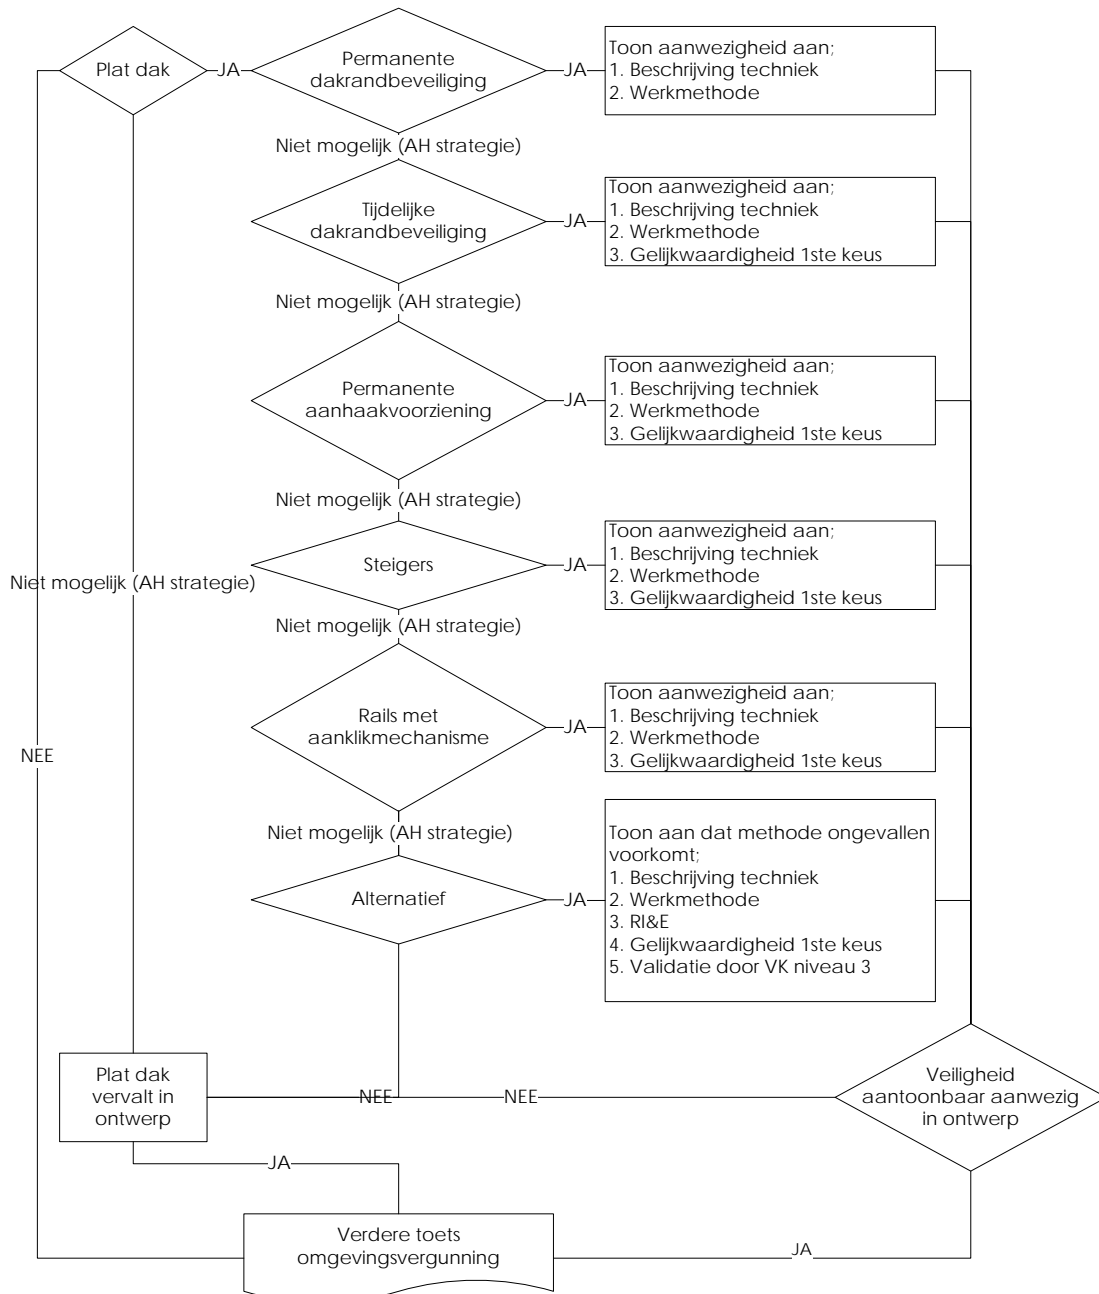 Plat dak
JA
Permanente
dakrandbeveiliging
JA
Toon aanwezigheid aan;
1. Beschrijving techniek
2. Werkmethode
Niet mogelijk (AH strategie)
Tijdelijke
dakrandbeveiliging
JA
Toon aanwezigheid aan;
1. Beschrijving techniek
2. Werkmethode
3. Gelijkwaardigheid 1ste keus
Niet mogelijk (AH strategie)
Permanente
aanhaakvoorziening
JA
Toon aanwezigheid aan;
1. Beschrijving techniek
2. Werkmethode
3. Gelijkwaardigheid 1ste keus
Niet mogelijk (AH strategie)
Steigers
JA
Toon aanwezigheid aan;
1. Beschrijving techniek
2. Werkmethode
3. Gelijkwaardigheid 1ste keus
Niet mogelijk (AH strategie)
Niet mogelijk (AH strategie)
Rails met
aanklikmechanisme
JA
Toon aanwezigheid aan;
1. Beschrijving techniek
2. Werkmethode
3. Gelijkwaardigheid 1ste keus
NEE
Niet mogelijk (AH strategie)
Alternatief
JA
Toon aan dat methode ongevallen
voorkomt;
1. Beschrijving techniek
2. Werkmethode
3. RI&E
4. Gelijkwaardigheid 1ste keus
5. Validatie door VK niveau 3
Plat dak
vervalt in
ontwerp
NEE
NEE
Veiligheid
aantoonbaar aanwezig
in ontwerp
JA
Verdere toets
omgevingsvergunning
JA